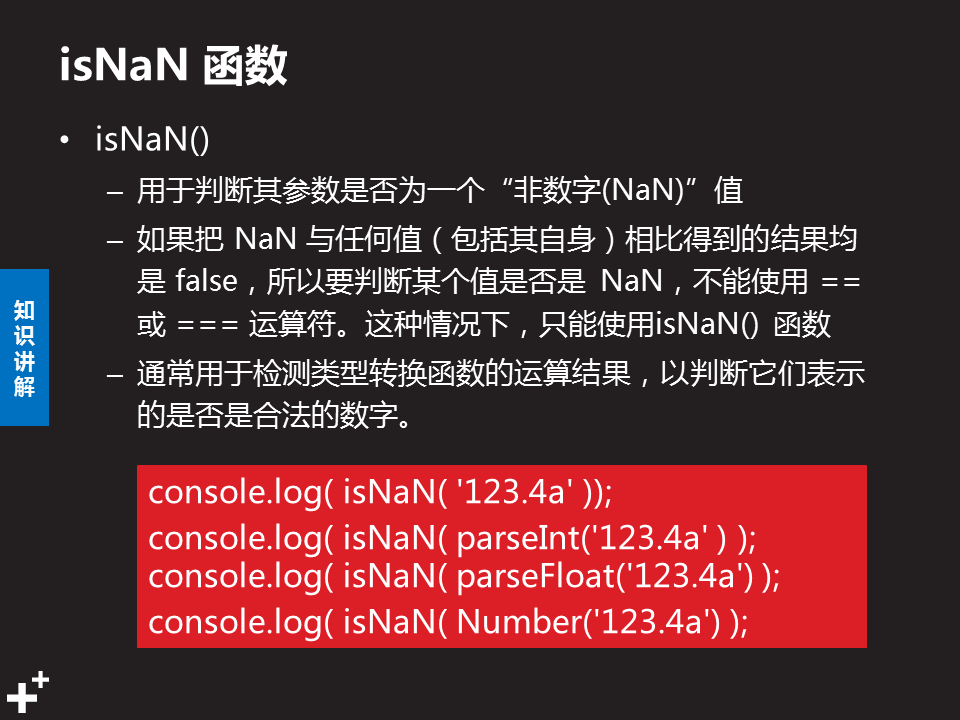 isNaN 函数
• isNaN()
– 用于判断其参数是否为一个“非数字(NaN)”值
– 如果把 NaN 与任何值（包括其自身）相比得到的结果均
是 false，所以要判断某个值是否是 NaN，不能使用 ==
或 === 运算符。这种情况下，只能使用isNaN() 函数
– 通常用于检测类型转换函数的运算结果，以判断它们表示
的是否是合法的数字。
知识讲解
console.log( isNaN( '123.4a' ));
console.log( isNaN( parseInt('123.4a' ) );
console.log( isNaN( parseFloat('123.4a') );
console.log( isNaN( Number('123.4a') );